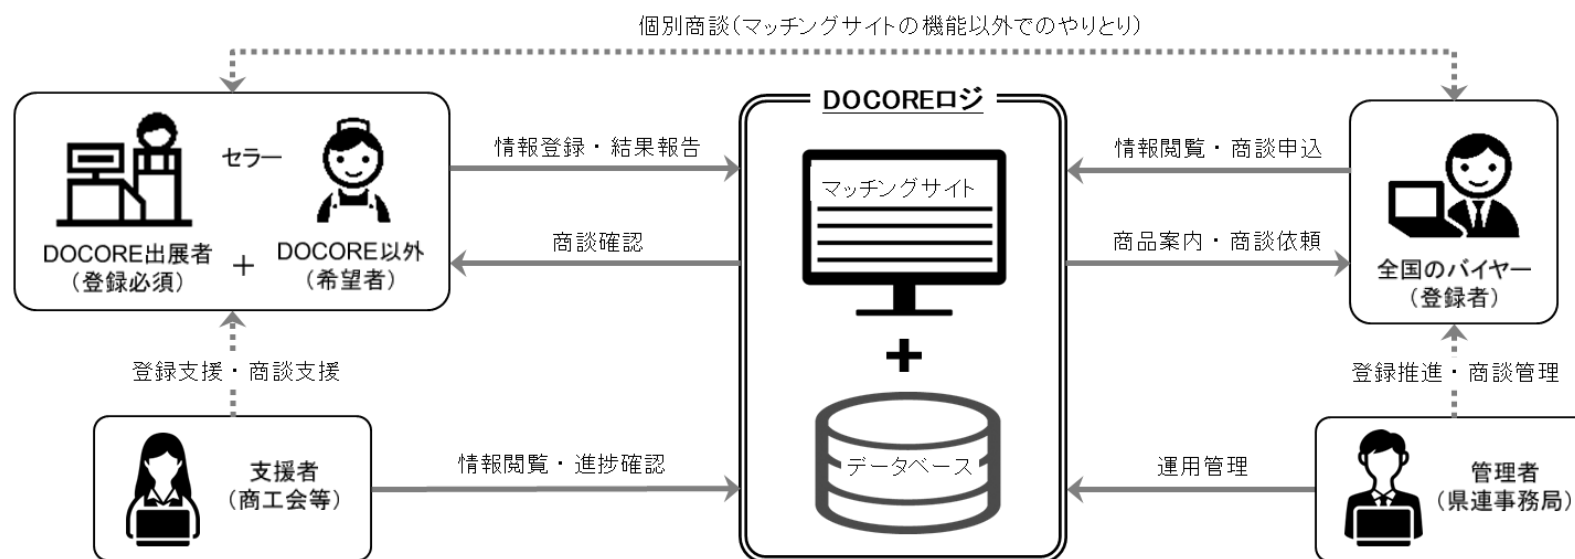 個別商談(マッチングサイトの機能以外でのやりとり)
DOCOREロジ
セラー
情報登録・結果報告
マッチングサイト
情報閲覧・商談申込
DOCORE出展者
(登録必須)
+
DOCORE以外
(希望者)
商談確認
商品案内・商談依頼
全国のバイヤー
(登録者)
+
登録支援・商談支援
登録推進・商談管理
支援者
(商工会等)
情報閲覧・進捗確認
データベース
運用管理
管理者
(県連事務局)